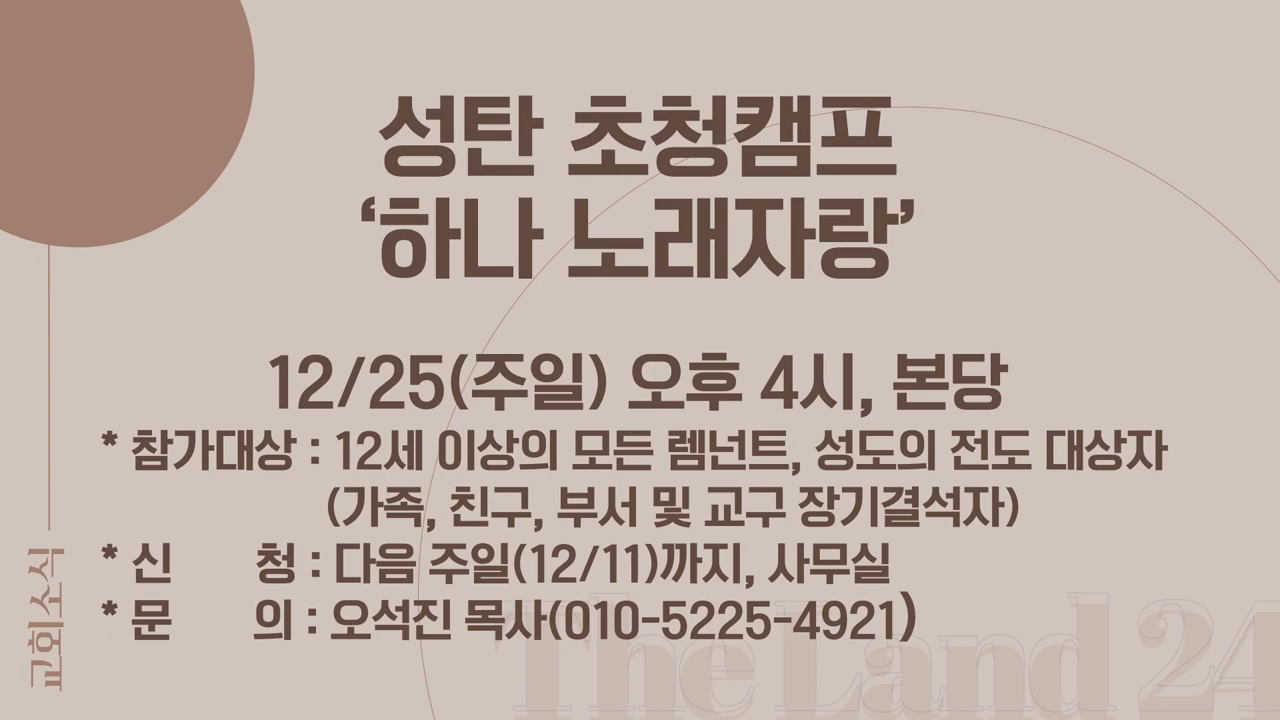 성탄 초청캠프
‘하나 노래자랑’
12/25(주일) 오후 4시, 본당
* 참가대상 : 12세 이상의 모든 렘넌트, 성도의 전도 대상자
(가족, 친구, 부서 및 교구 장기결석자)
* 신 청 : 다음 주일(12/11)까지, 사무실
* 문 의 : 오석진 목사(010-5225-4921)
교회소식
The Land 24